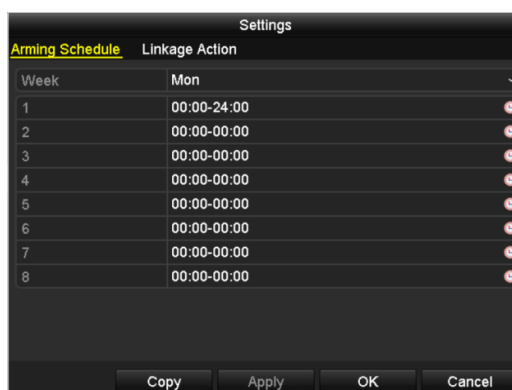 Settings
Arming Schedule Linkage Action
Week Mon
1 00:00-24:00
2 00:00-00:00
3 00:00-00:00
4 00:00-00:00
5 00:00-00:00
6 00:00-00:00
7 00:00-00:00
8 00:00-00:00
Copy Apply OK Cancel